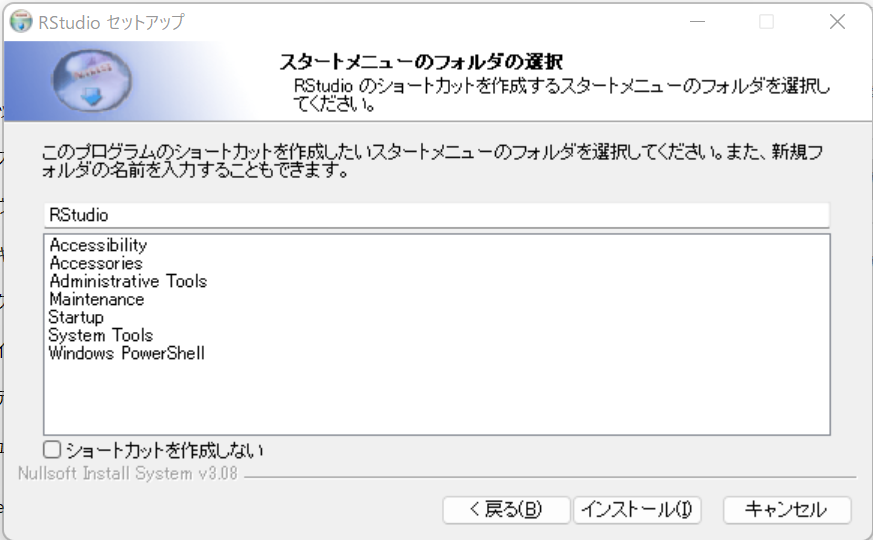 RStudio セットアップ
スタートメニューのフォルダの選択
RStudio のショートカットを作成するスタートメニューのフォルダを選択し
てください。
このプログラムのショートカットを作成したいスタートメニューのフォルダを選択してください。また、新規フ
ォルダの名前を入力することもできます。
RStudio
Accessibility
Accessories
Administrative Tools
Maintenance
Startup
System Tools
Windows PowerShell
ショートカットを作成しない
Nullsoft Install System v3.08
< 戻る(B)
インストール(I)
キャンセル